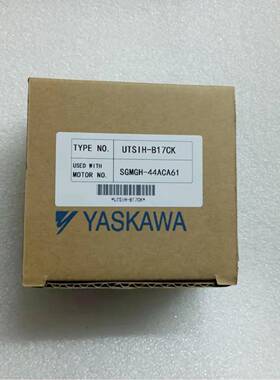 TYPE NO. UTSIH-B17CK
USED WITH
MOTOR NO. SGMGH-44ACA61
*UTSIH-B17CK*
YASKAWA